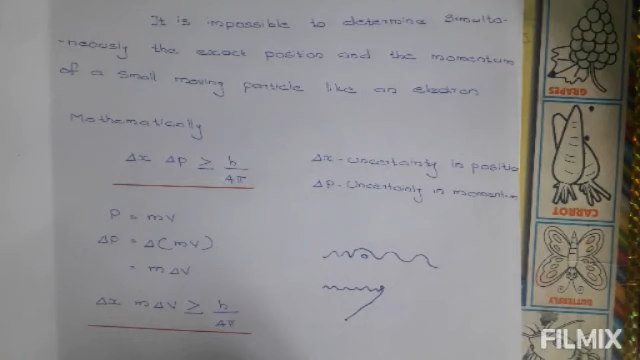 It is impossible to determine simulta-
-neously the exact position and the momentum
of a small moving particle like an electron
Mathematically
Δx Δp ≥ h/4π
Δx - Uncertainty in positio
Δp - Uncertainty in momentum
P = mv
Δp = Δ(mv)
= m Δv
Δx mΔv ≥ h/4π
GRAPES
CARROT
BUTTERFLY
FILMIX